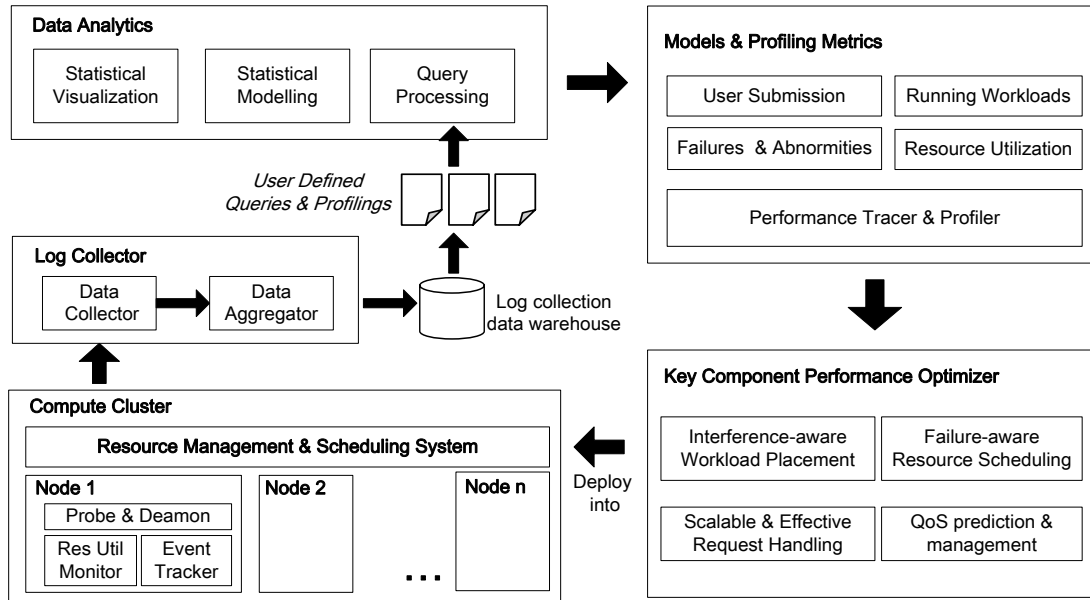 Data Analytics
Statistical
Visualization
Statistical
Modelling
Query
Processing
User Defined
Queries & Profilings
Log Collector
Data
Collector
Data
Aggregator
Log collection
data warehouse
Compute Cluster
Resource Management & Scheduling System
Node 1
Probe & Deamon
Res Util
Monitor
Event
Tracker
Node 2
...
Node n
Models & Profiling Metrics
User Submission
Running Workloads
Failures & Abnormities
Resource Utilization
Performance Tracer & Profiler
Key Component Performance Optimizer
Interference-aware
Workload Placement
Failure-aware
Resource Scheduling
Scalable & Effective
Request Handling
QoS prediction &
management
Deploy
into